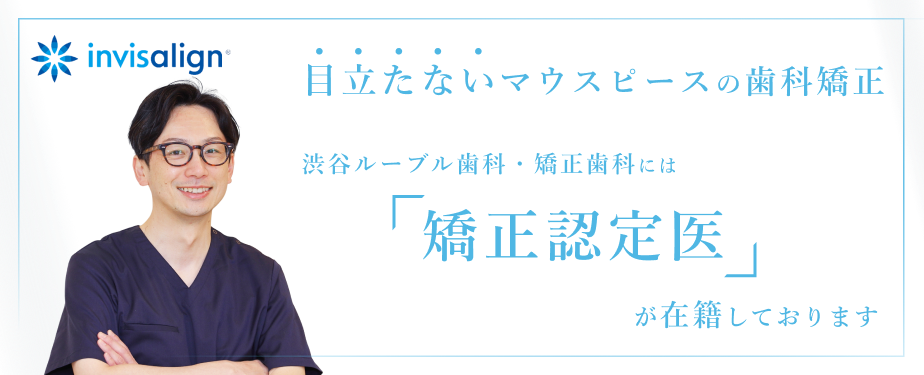 invisalign®
目立たないマウスピースの歯科矯正
渋谷ルーブル歯科・矯正歯科には
「矯正認定医」
が在籍しております